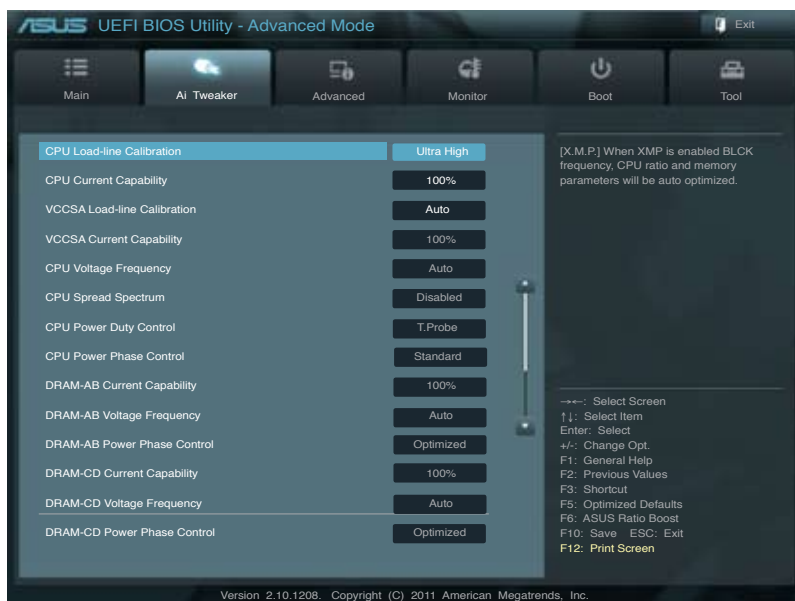 ASUS UEFI BIOS Utility - Advanced Mode
Exit
Main
Ai Tweaker
Advanced
Monitor
Boot
Tool
CPU Load-line Calibration Ultra High
CPU Current Capability 100%
VCCSA Load-line Calibration Auto
VCCSA Current Capability 100%
CPU Voltage Frequency Auto
CPU Spread Spectrum Disabled
CPU Power Duty Control T.Probe
CPU Power Phase Control Standard
DRAM-AB Current Capability 100%
DRAM-AB Voltage Frequency Auto
DRAM-AB Power Phase Control Optimized
DRAM-CD Current Capability 100%
DRAM-CD Voltage Frequency Auto
DRAM-CD Power Phase Control Optimized
[X.M.P.] When XMP is enabled BLCK
frequency, CPU ratio and memory
parameters will be auto optimized.
→←: Select Screen
↑↓: Select Item
Enter: Select
+/-: Change Opt.
F1: General Help
F2: Previous Values
F3: Shortcut
F5: Optimized Defaults
F6: ASUS Ratio Boost
F10: Save ESC: Exit
F12: Print Screen
Version 2.10.1208. Copyright (C) 2011 American Megatrends, Inc.